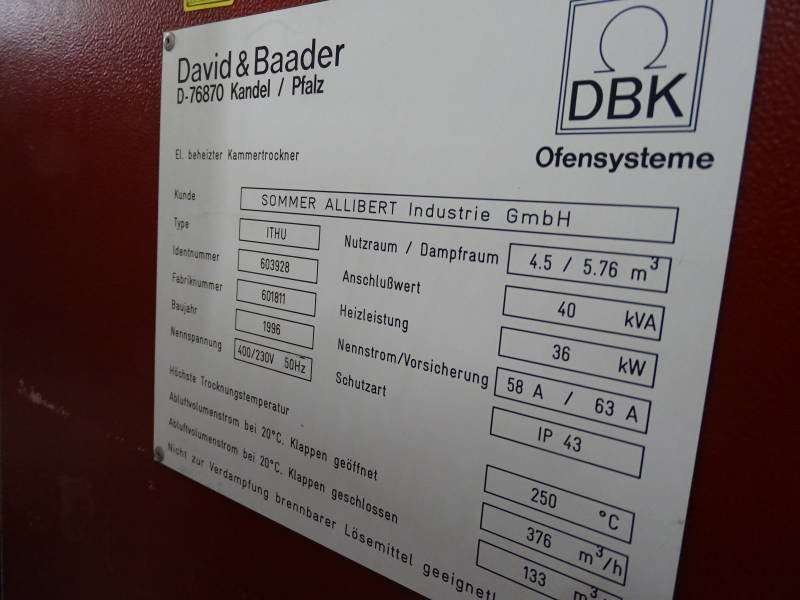 David & Baader
D-76870 Kandel / Pfalz
DBK
Ofensysteme
El. beheizter Kammertrockner
Kunde SOMMER ALLIBERT Industrie GmbH
Type ITHU
Identnummer 603928
Fabriknummer 601811
Baujahr 1996
Nennspannung 400/230V 50Hz
Nutzraum / Dampfraum 4.5 / 5.76 m³
Anschlußwert 40 kVA
Heizleistung 36 kW
Nennstrom/Vorsicherung 58 A / 63 A
Schutzart IP 43
Höchste Trocknungstemperatur 250 °C
Abluftvolumenstrom bei 20°C, Klappen geöffnet 376 m³/h
Abluftvolumenstrom bei 20°C, Klappen geschlossen 133 m³
Nicht zur Verdampfung brennbarer Lösemittel geeignet!